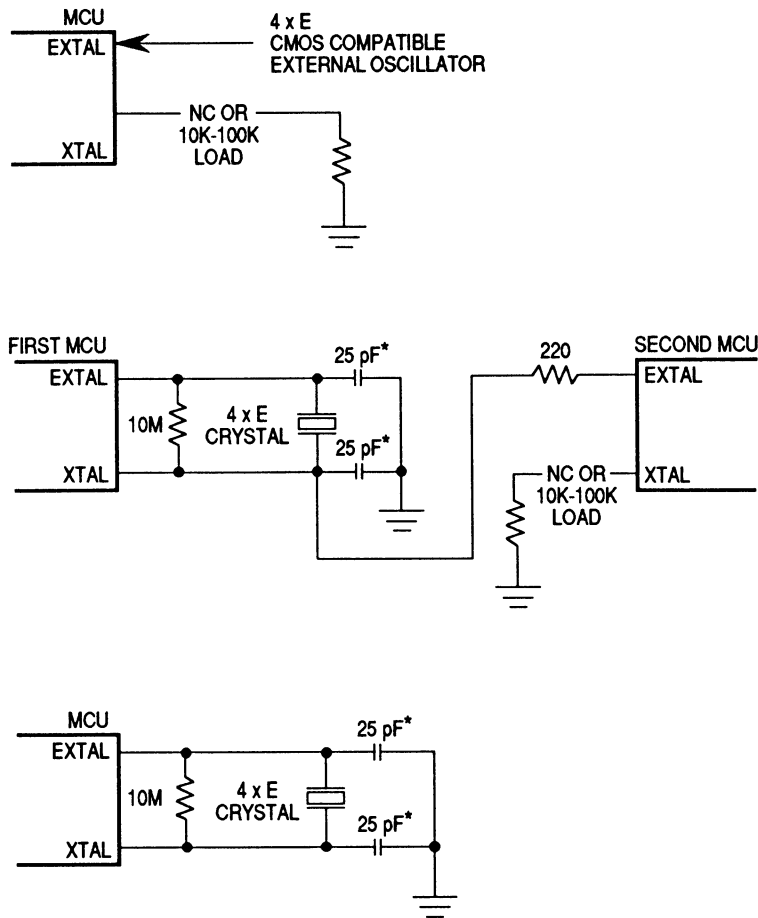 MCU
EXTAL
4 x E
CMOS COMPATIBLE
EXTERNAL OSCILLATOR
NC OR
10K-100K
LOAD
XTAL
FIRST MCU
EXTAL
10M
4 x E
CRYSTAL
25 pF*
25 pF*
XTAL
220
SECOND MCU
EXTAL
NC OR
10K-100K
LOAD
XTAL
MCU
EXTAL
10M
4 x E
CRYSTAL
25 pF*
25 pF*
XTAL